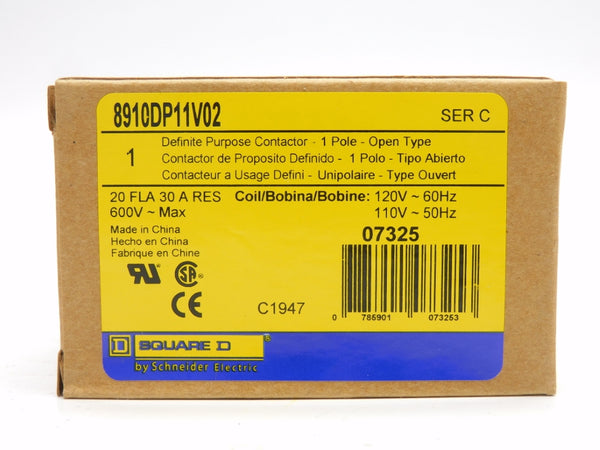 8910DP11V02 SER C
1
Definite Purpose Contactor - 1 Pole - Open Type
Contactor de Proposito Definido - 1 Polo - Tipo Abierto
Contacteur a Usage Defini - Unipolaire - Type Ouvert
20 FLA 30 A RES Coil/Bobina/Bobine: 120V ~ 60Hz
600V ~ Max 110V ~ 50Hz
Made in China
Hecho en China
Fabrique en Chine
07325
C1947
0 785901 073253
SQUARE D
by Schneider Electric